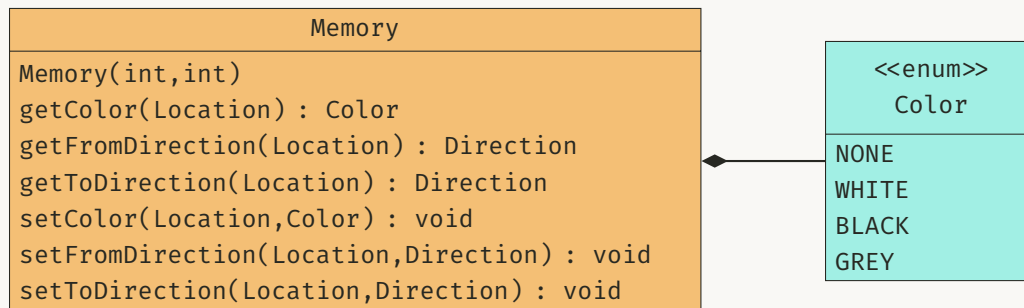 Memory
Memory(int,int)
getColor(Location) : Color
getFromDirection(Location) : Direction
getToDirection(Location) : Direction
setColor(Location,Color) : void
setFromDirection(Location,Direction) : void
setToDirection(Location,Direction) : void
<<enum>>
Color
NONE
WHITE
BLACK
GREY